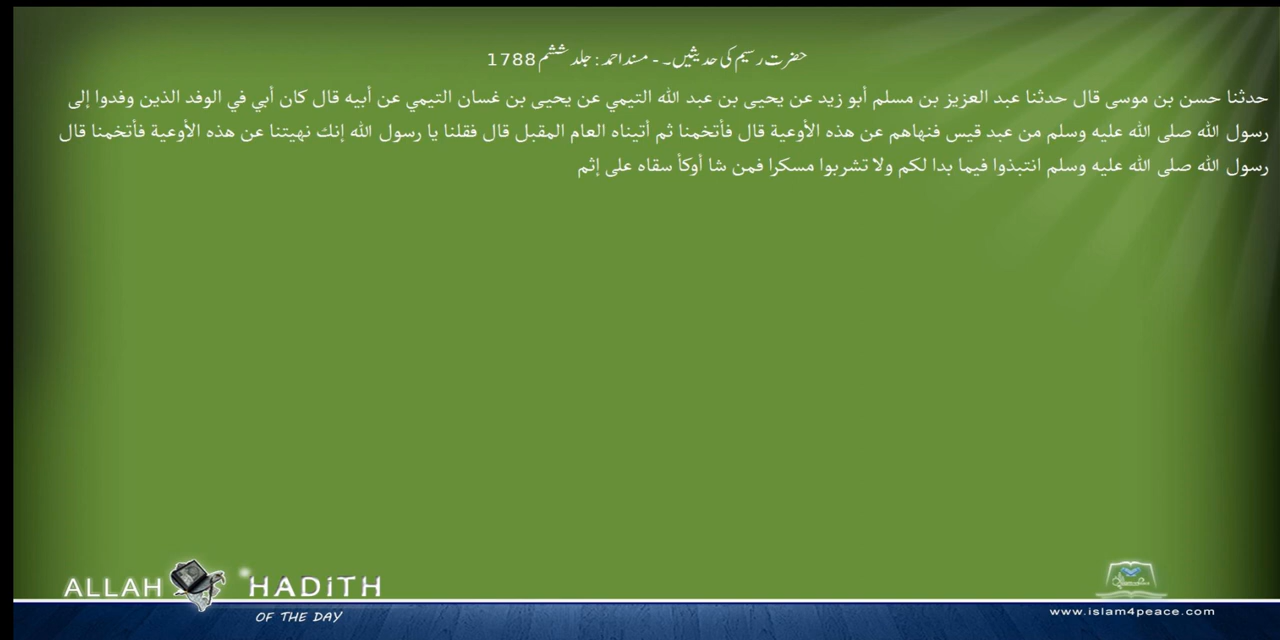 حضرت رسیم کی حدیثیں۔ - مسند احمد : جلد ششم 1788
حدثنا حسن بن موسى قال حدثنا عبد العزيز بن مسلم أبو زيد عن يحيى بن عبد الله التيمي عن يحيى بن غسان التيمي عن أبيه قال كان أبي في الوفد الذين وفدوا إلى
رسول الله صلى الله عليه وسلم من عبد قيس فنهاهم عن هذه الأوعية قال فأتخمنا ثم أتيناه العام المقبل قال فقلنا يا رسول الله إنك نهيتنا عن هذه الأوعية فأتخمنا قال
رسول الله صلى الله عليه وسلم انتبذوا فيما بدا لكم ولا تشربوا مسكرا فمن شا أوكأ سقاه على إثم
ALLAH HADITH
OF THE DAY
www.islam4peace.com